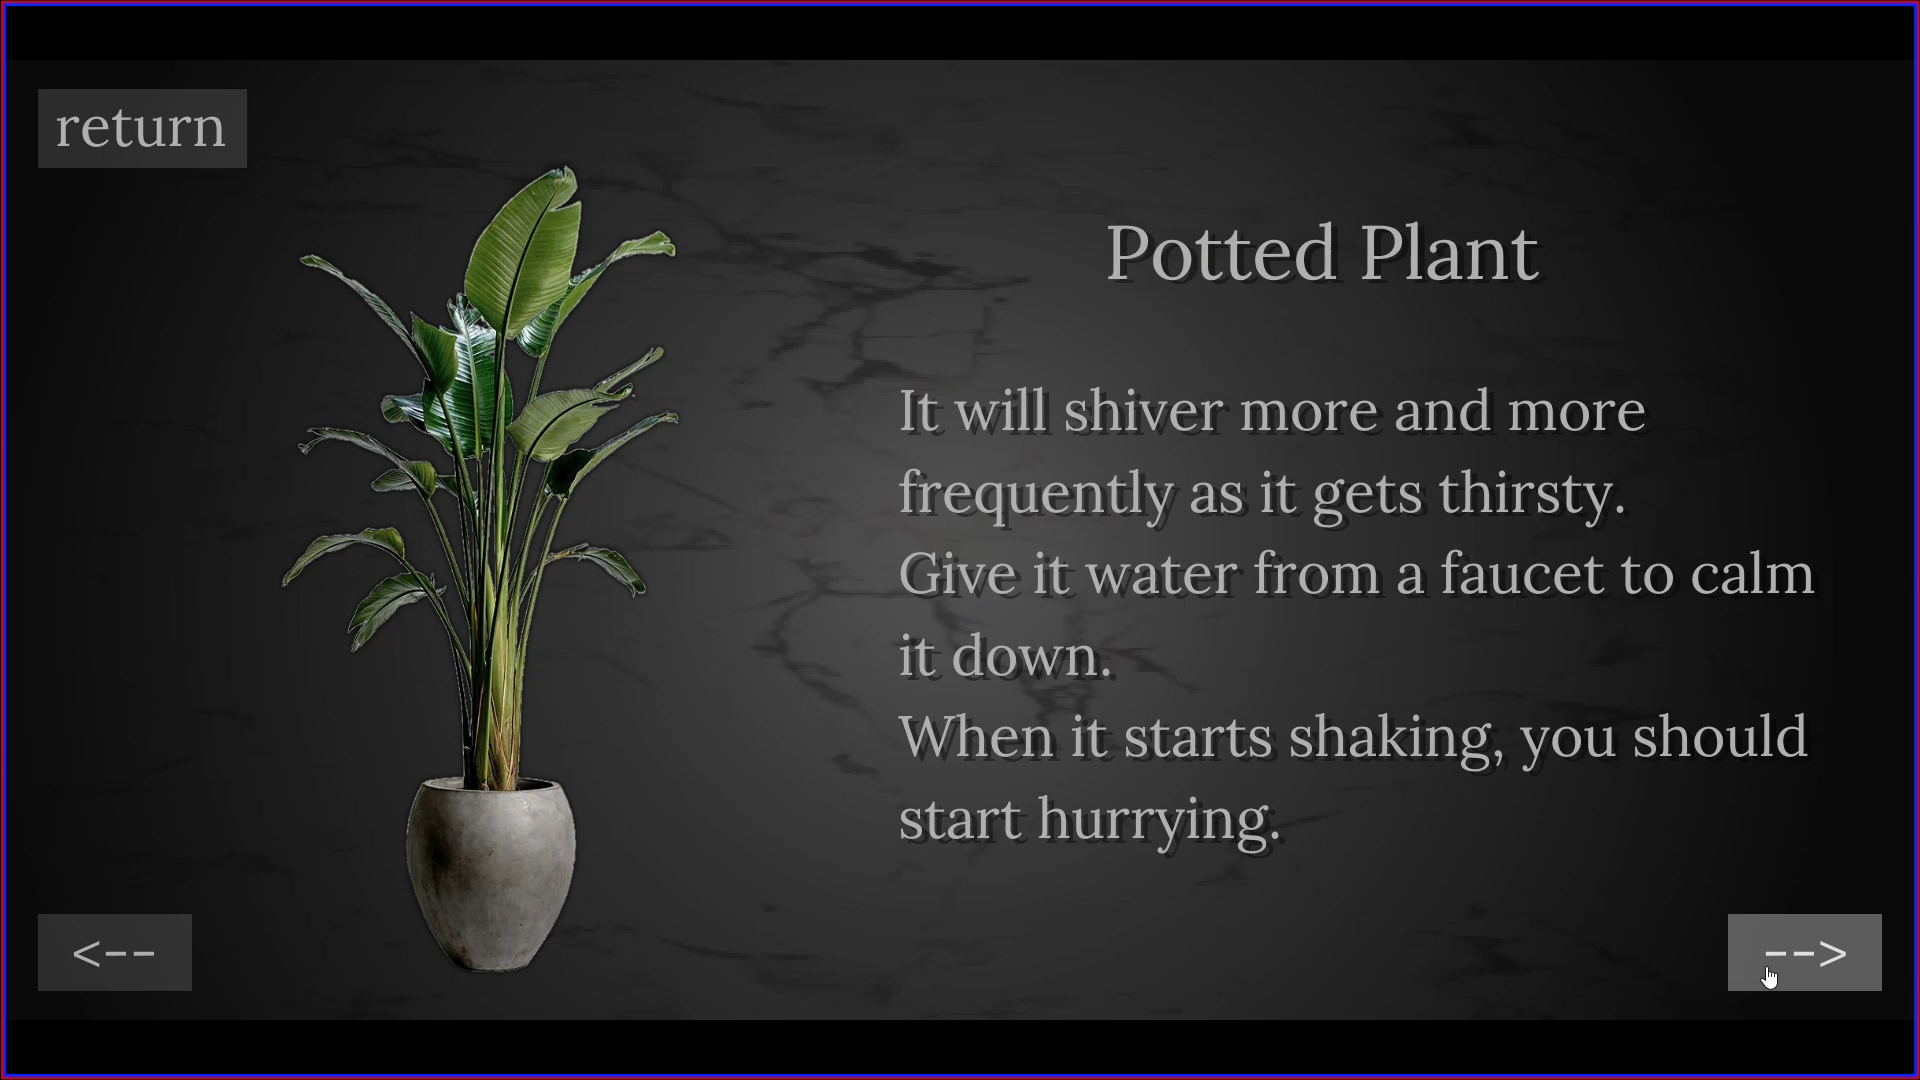 return
Potted Plant
It will shiver more and more
frequently as it gets thirsty.
Give it water from a faucet to calm
it down.
When it starts shaking, you should
start hurrying.
<--
-->